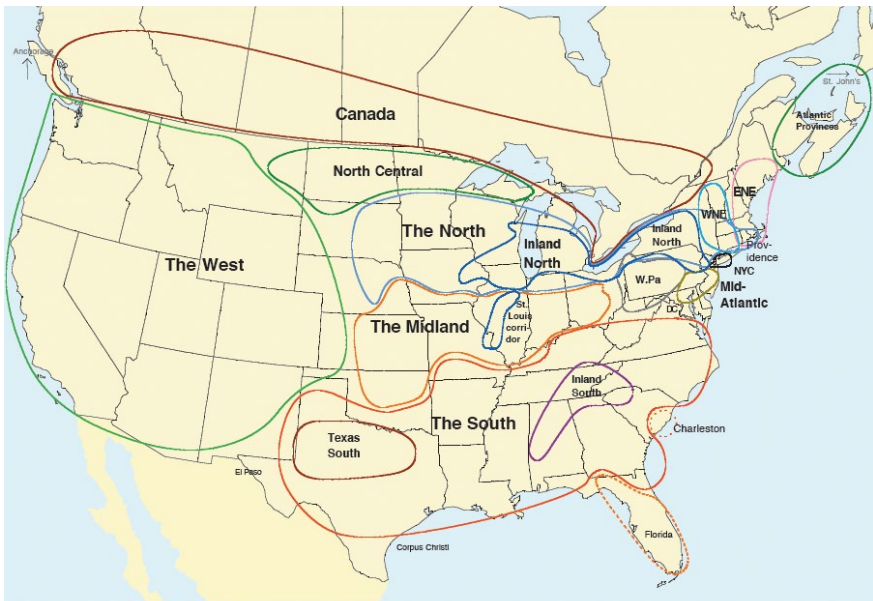 Anchorage
St. John's
Canada
Atlantic
Provinces
North Central
ENE
WNE
The North
Inland
North
Inland
North
Prov-
idence
The West
NYC
W.Pa
Mid-
Atlantic
St.
Louis
corri-
dor
DC
The Midland
Inland
South
The South
Charleston
Texas
South
El Paso
Florida
Corpus Christi